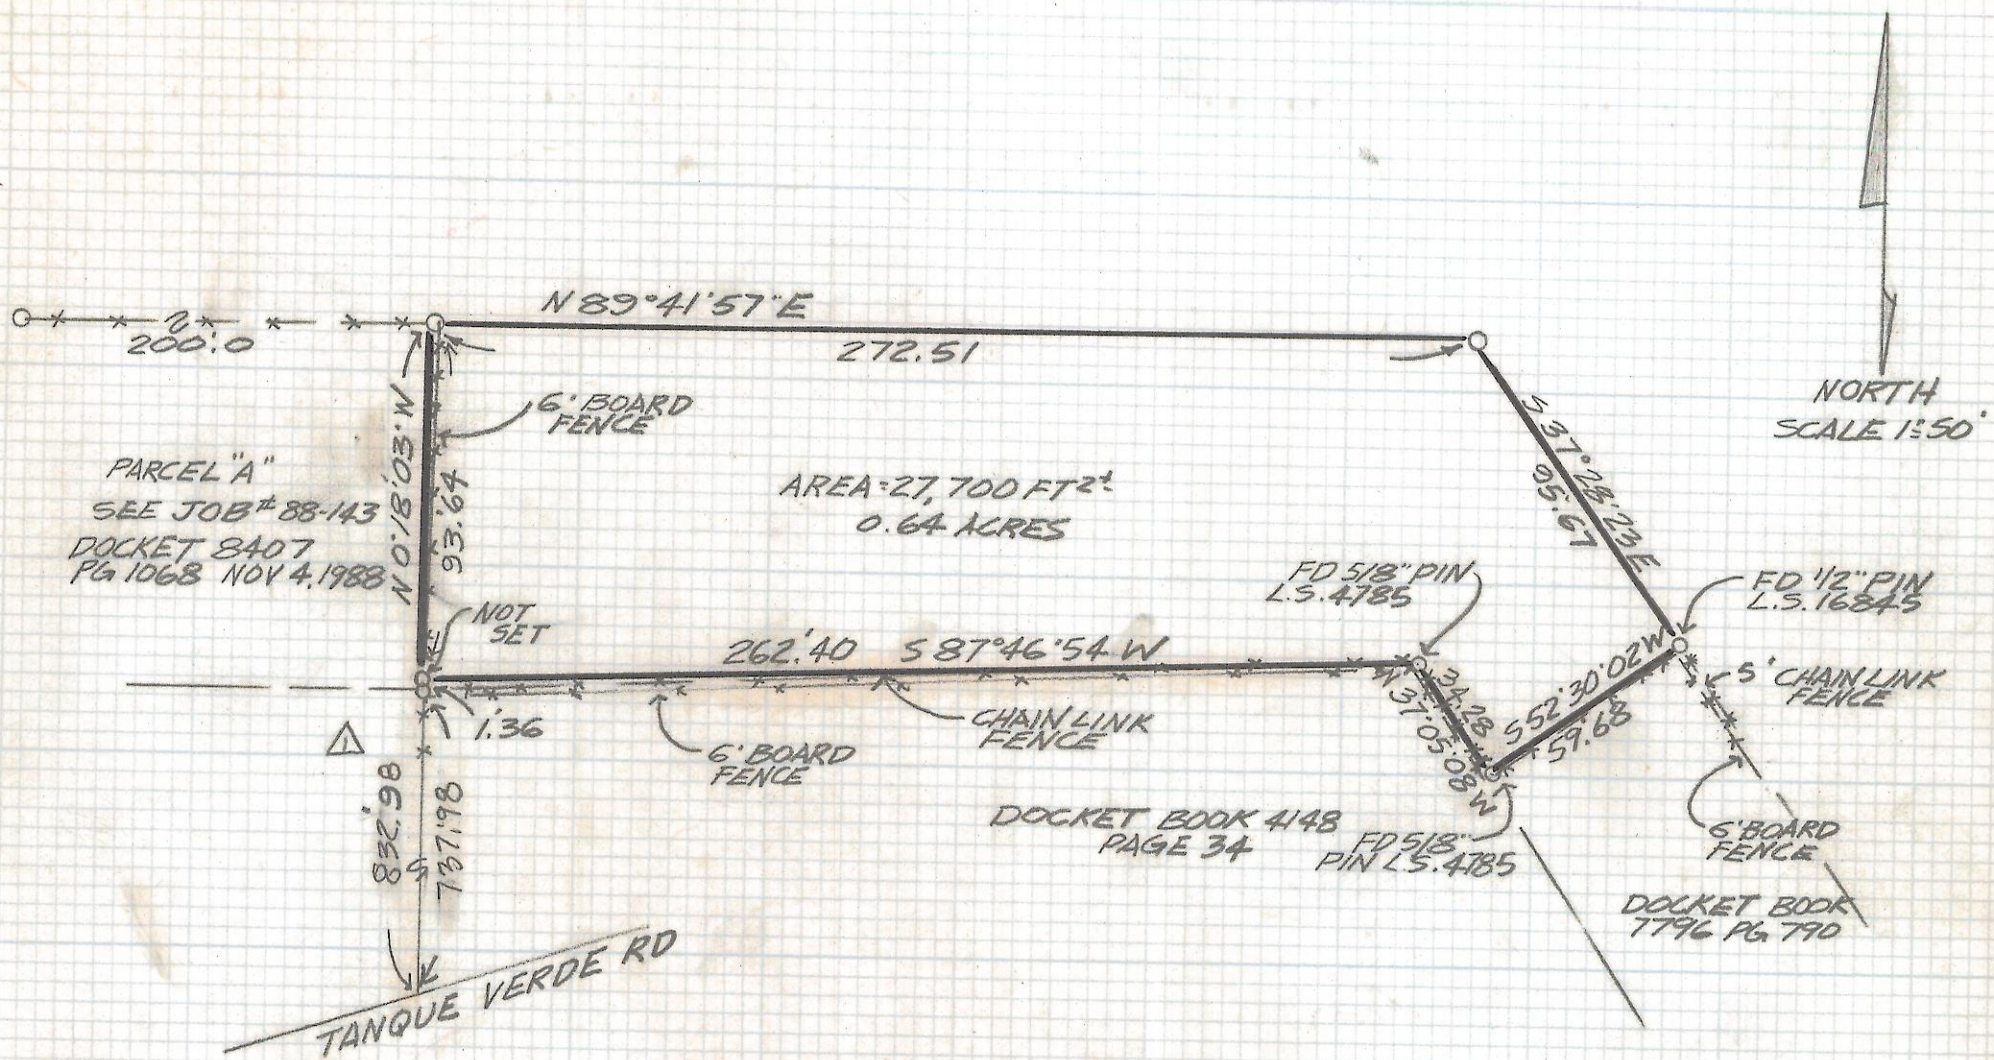 N 89°41'57" E
200.0
272.51
NORTH
SCALE 1"=50'
6' BOARD
FENCE
N 0°18'03" W
93.64
S 37°28'23 E
95.67
PARCEL "A"
SEE JOB # 88-143
DOCKET 8407
PG 1068 NOV 4, 1988
AREA = 27,700 FT2±
0.64 ACRES
FD 5/8" PIN
L.S. 4785
FD 1/2" PIN
L.S. 16845
NOT
SET
262.40 S 87°46'54 W
1.36
CHAIN LINK
FENCE
6' BOARD
FENCE
34.28
N 37°05'08 W
S 52°30'02 W
59.68
5' CHAIN LINK
FENCE
832.98
737.98
DOCKET BOOK 4148
PAGE 34
FD 5/8"
PIN L.S. 4785
6' BOARD
FENCE
DOCKET BOOK
7796 PG 790
TANQUE VERDE RD